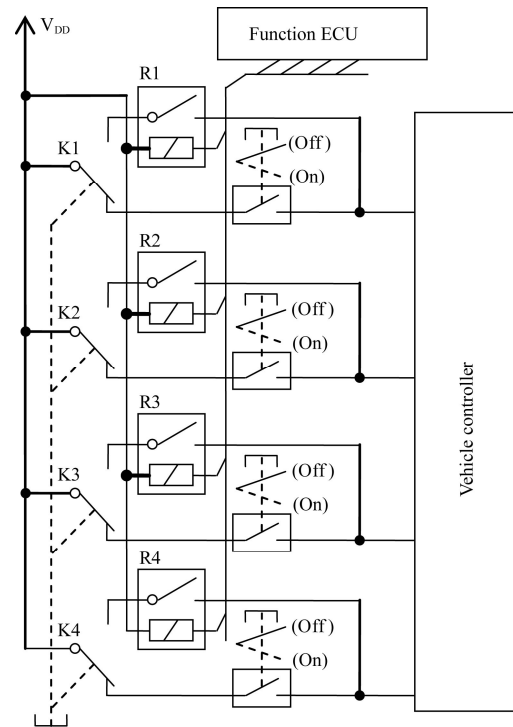 V_DD
Function ECU
R1
K1
(Off)
(On)
R2
K2
(Off)
(On)
R3
K3
(Off)
(On)
R4
K4
(Off)
(On)
Vehicle controller